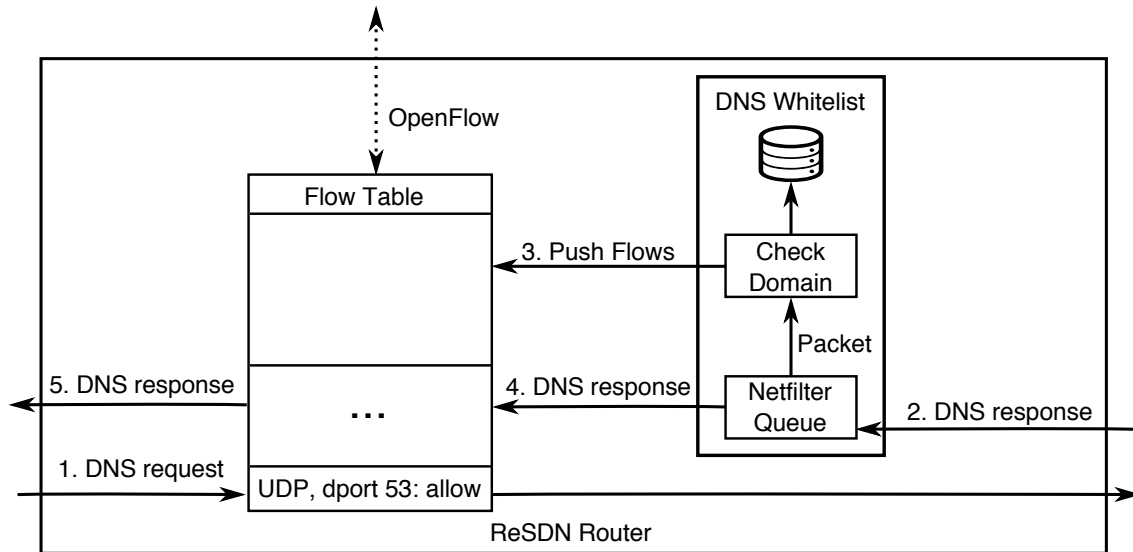 OpenFlow
DNS Whitelist
Flow Table
3. Push Flows
Check
Domain
Packet
5. DNS response
4. DNS response
Netfilter
Queue
2. DNS response
...
1. DNS request
UDP, dport 53: allow
ReSDN Router